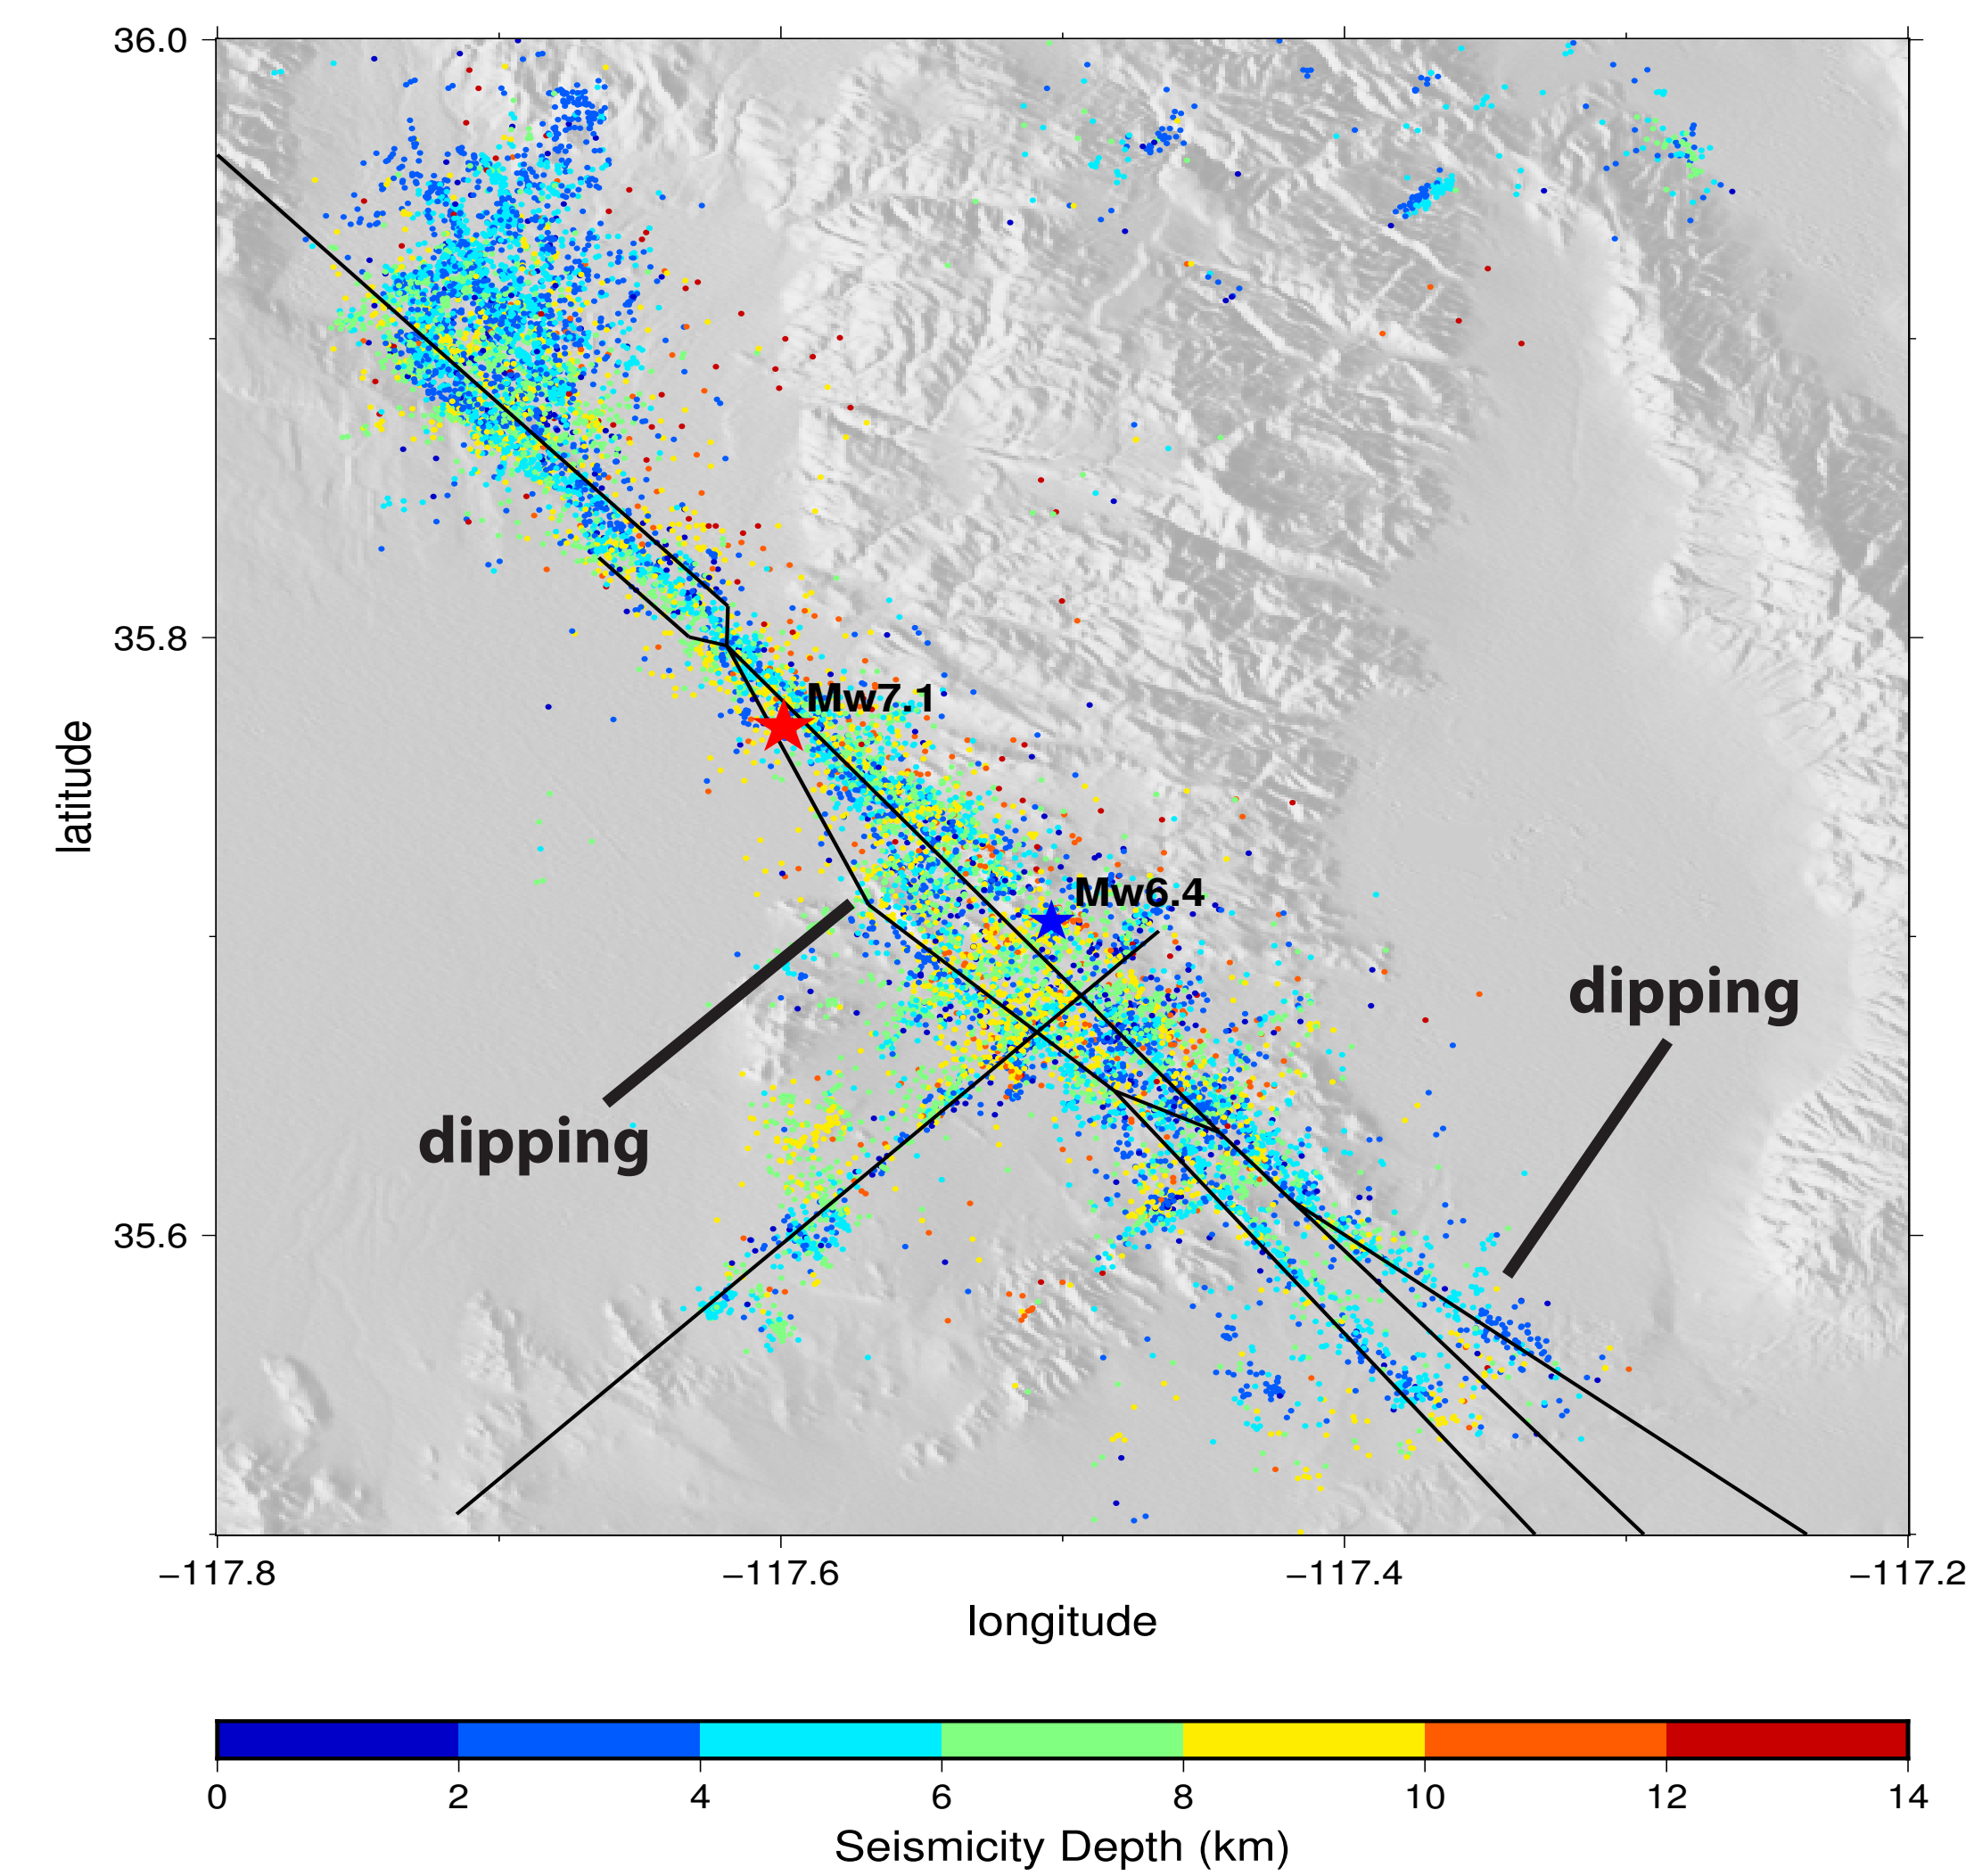 36.0
35.8
35.6
latitude
Mw7.1
Mw6.4
dipping
dipping
−117.8
−117.6
−117.4
−117.2
longitude
0
2
4
6
8
10
12
14
Seismicity Depth (km)